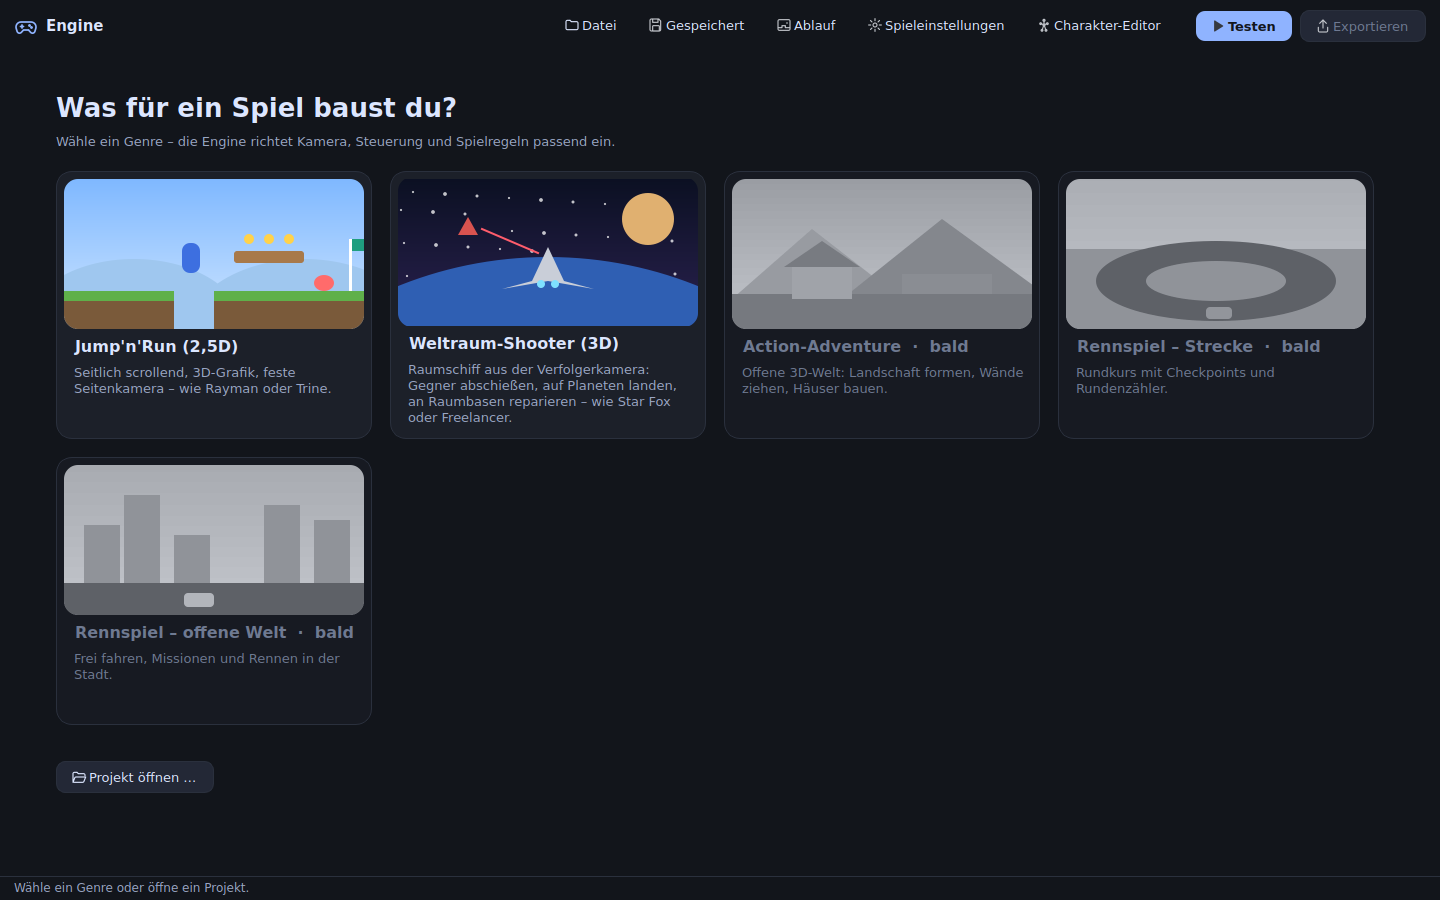 Engine
Datei
Gespeichert
Ablauf
Spieleinstellungen
Charakter-Editor
Testen
Exportieren
Was für ein Spiel baust du?
Wähle ein Genre – die Engine richtet Kamera, Steuerung und Spielregeln passend ein.
Jump'n'Run (2,5D)
Seitlich scrollend, 3D-Grafik, feste
Seitenkamera – wie Rayman oder Trine.
Weltraum-Shooter (3D)
Raumschiff aus der Verfolgerkamera:
Gegner abschießen, auf Planeten landen,
an Raumbasen reparieren – wie Star Fox
oder Freelancer.
Action-Adventure · bald
Offene 3D-Welt: Landschaft formen, Wände
ziehen, Häuser bauen.
Rennspiel – Strecke · bald
Rundkurs mit Checkpoints und
Rundenzähler.
Rennspiel – offene Welt · bald
Frei fahren, Missionen und Rennen in der
Stadt.
Projekt öffnen ...
Wähle ein Genre oder öffne ein Projekt.